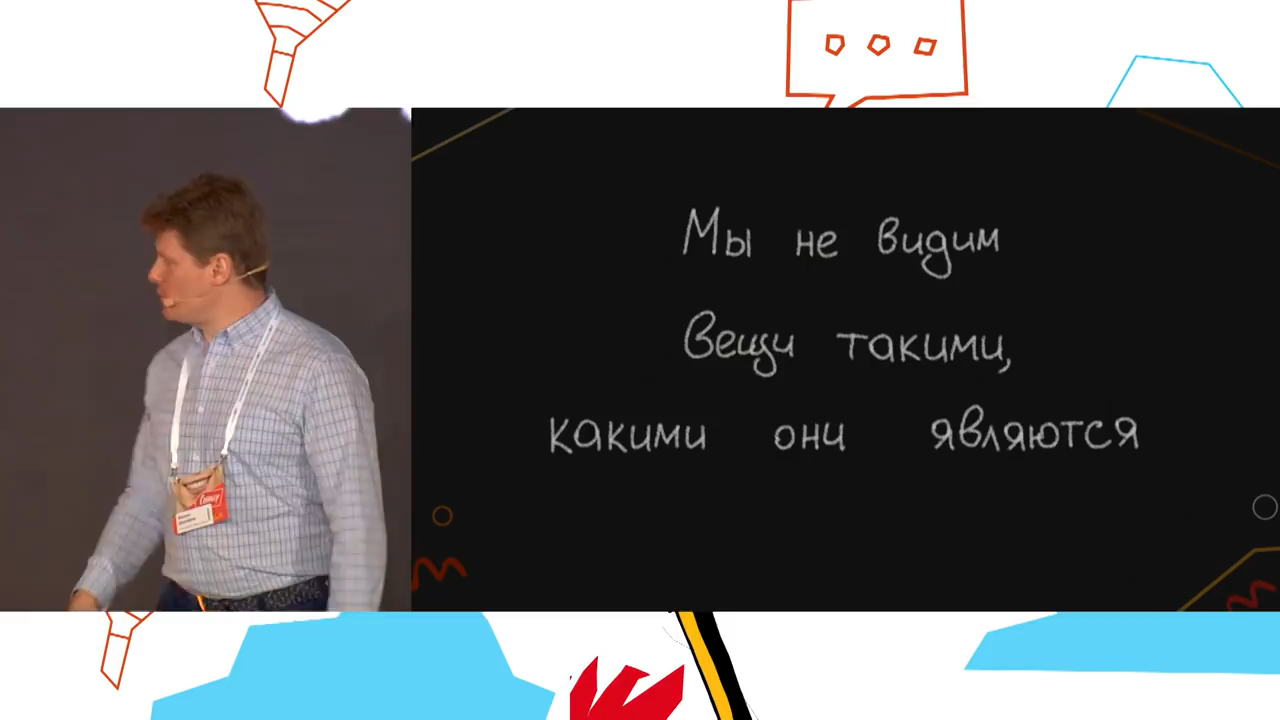 Мы не видим
вещи такими,
какими они являются